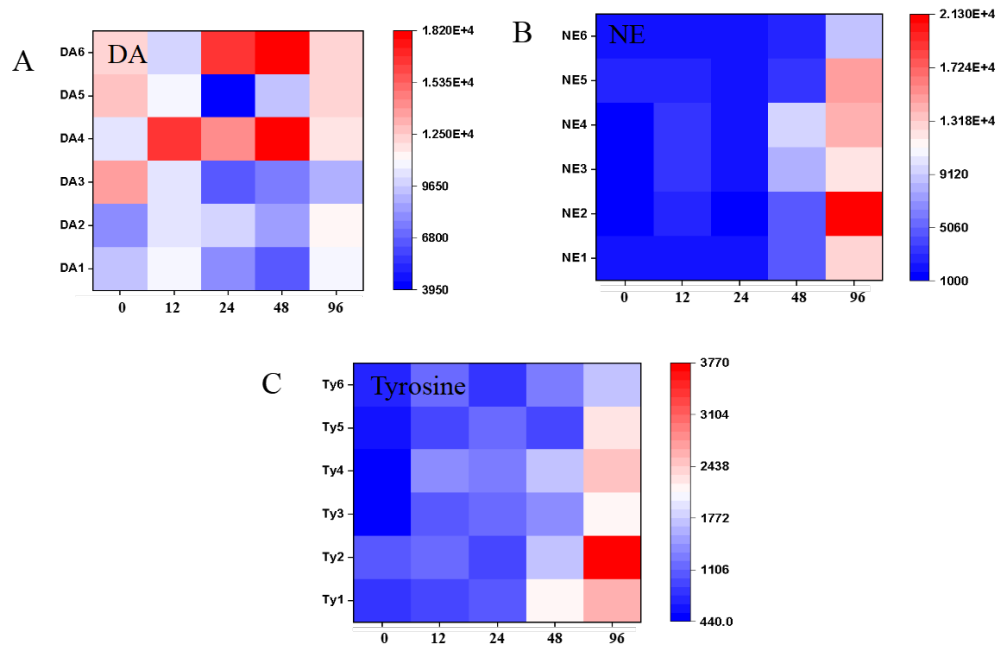 A
DA
DA6
DA5
DA4
DA3
DA2
DA1
0 12 24 48 96
1.820E+4
1.535E+4
1.250E+4
9650
6800
3950
B
NE
NE6
NE5
NE4
NE3
NE2
NE1
0 12 24 48 96
2.130E+4
1.724E+4
1.318E+4
9120
5060
1000
C
Tyrosine
Ty6
Ty5
Ty4
Ty3
Ty2
Ty1
0 12 24 48 96
3770
3104
2438
1772
1106
440.0